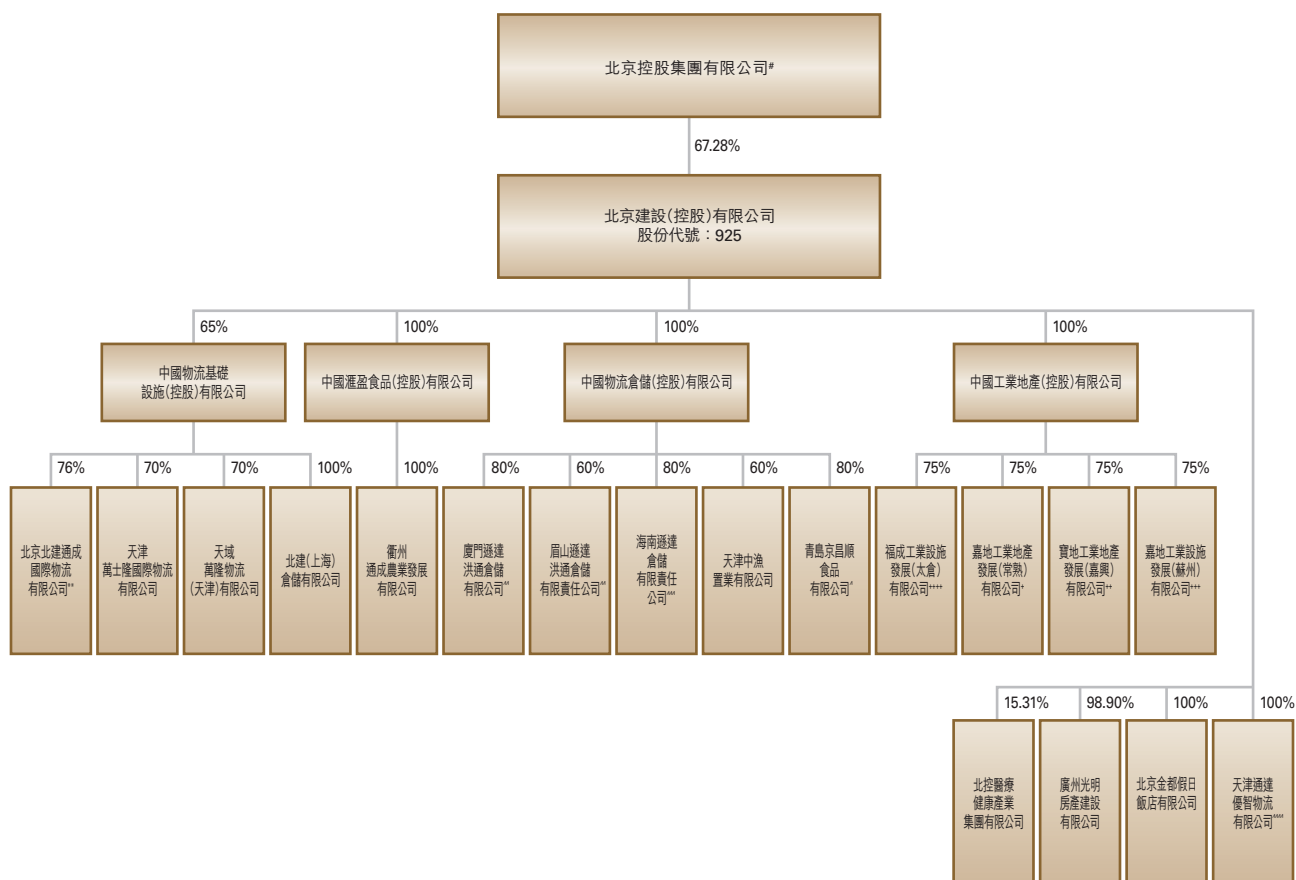 北京控股集團有限公司#
67.28%
北京建設(控股)有限公司
股份代號：925
65%
100%
100%
100%
中國物流基礎
設施(控股)有限公司
中國滙盈食品(控股)有限公司
中國物流倉儲(控股)有限公司
中國工業地產(控股)有限公司
76%
70%
70%
100%
100%
80%
60%
80%
60%
80%
75%
75%
75%
75%
北京北建通成
國際物流
有限公司
天津
萬士隆國際物流
有限公司
天域
萬隆物流
(天津)有限公司
北建(上海)
倉儲有限公司
衢州
通成農業發展
有限公司
廈門遜達
洪通倉儲
有限公司
眉山遜達
洪通倉儲
有限責任公司
海南遜達
倉儲
有限責任
公司
天津中漁
置業有限公司
青島京昌順
食品
有限公司
福成工業設施
發展(太倉)
有限公司++++
嘉地工業地產
發展(常熟)
有限公司+
寶地工業地產
發展(嘉興)
有限公司++
嘉地工業設施
發展(蘇州)
有限公司+++
15.31%
98.90%
100%
100%
北控醫療
健康產業
集團有限公司
廣州光明
房產建設
有限公司
北京金都假日
飯店有限公司
天津通達
優智物流
有限公司